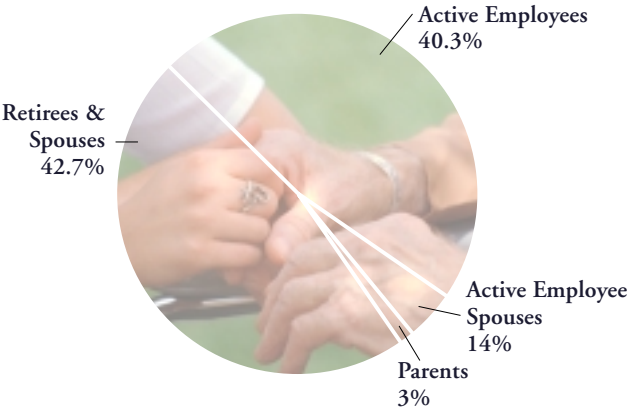 Active Employees
40.3%
Retirees &
Spouses
42.7%
Active Employee
Spouses
14%
Parents
3%